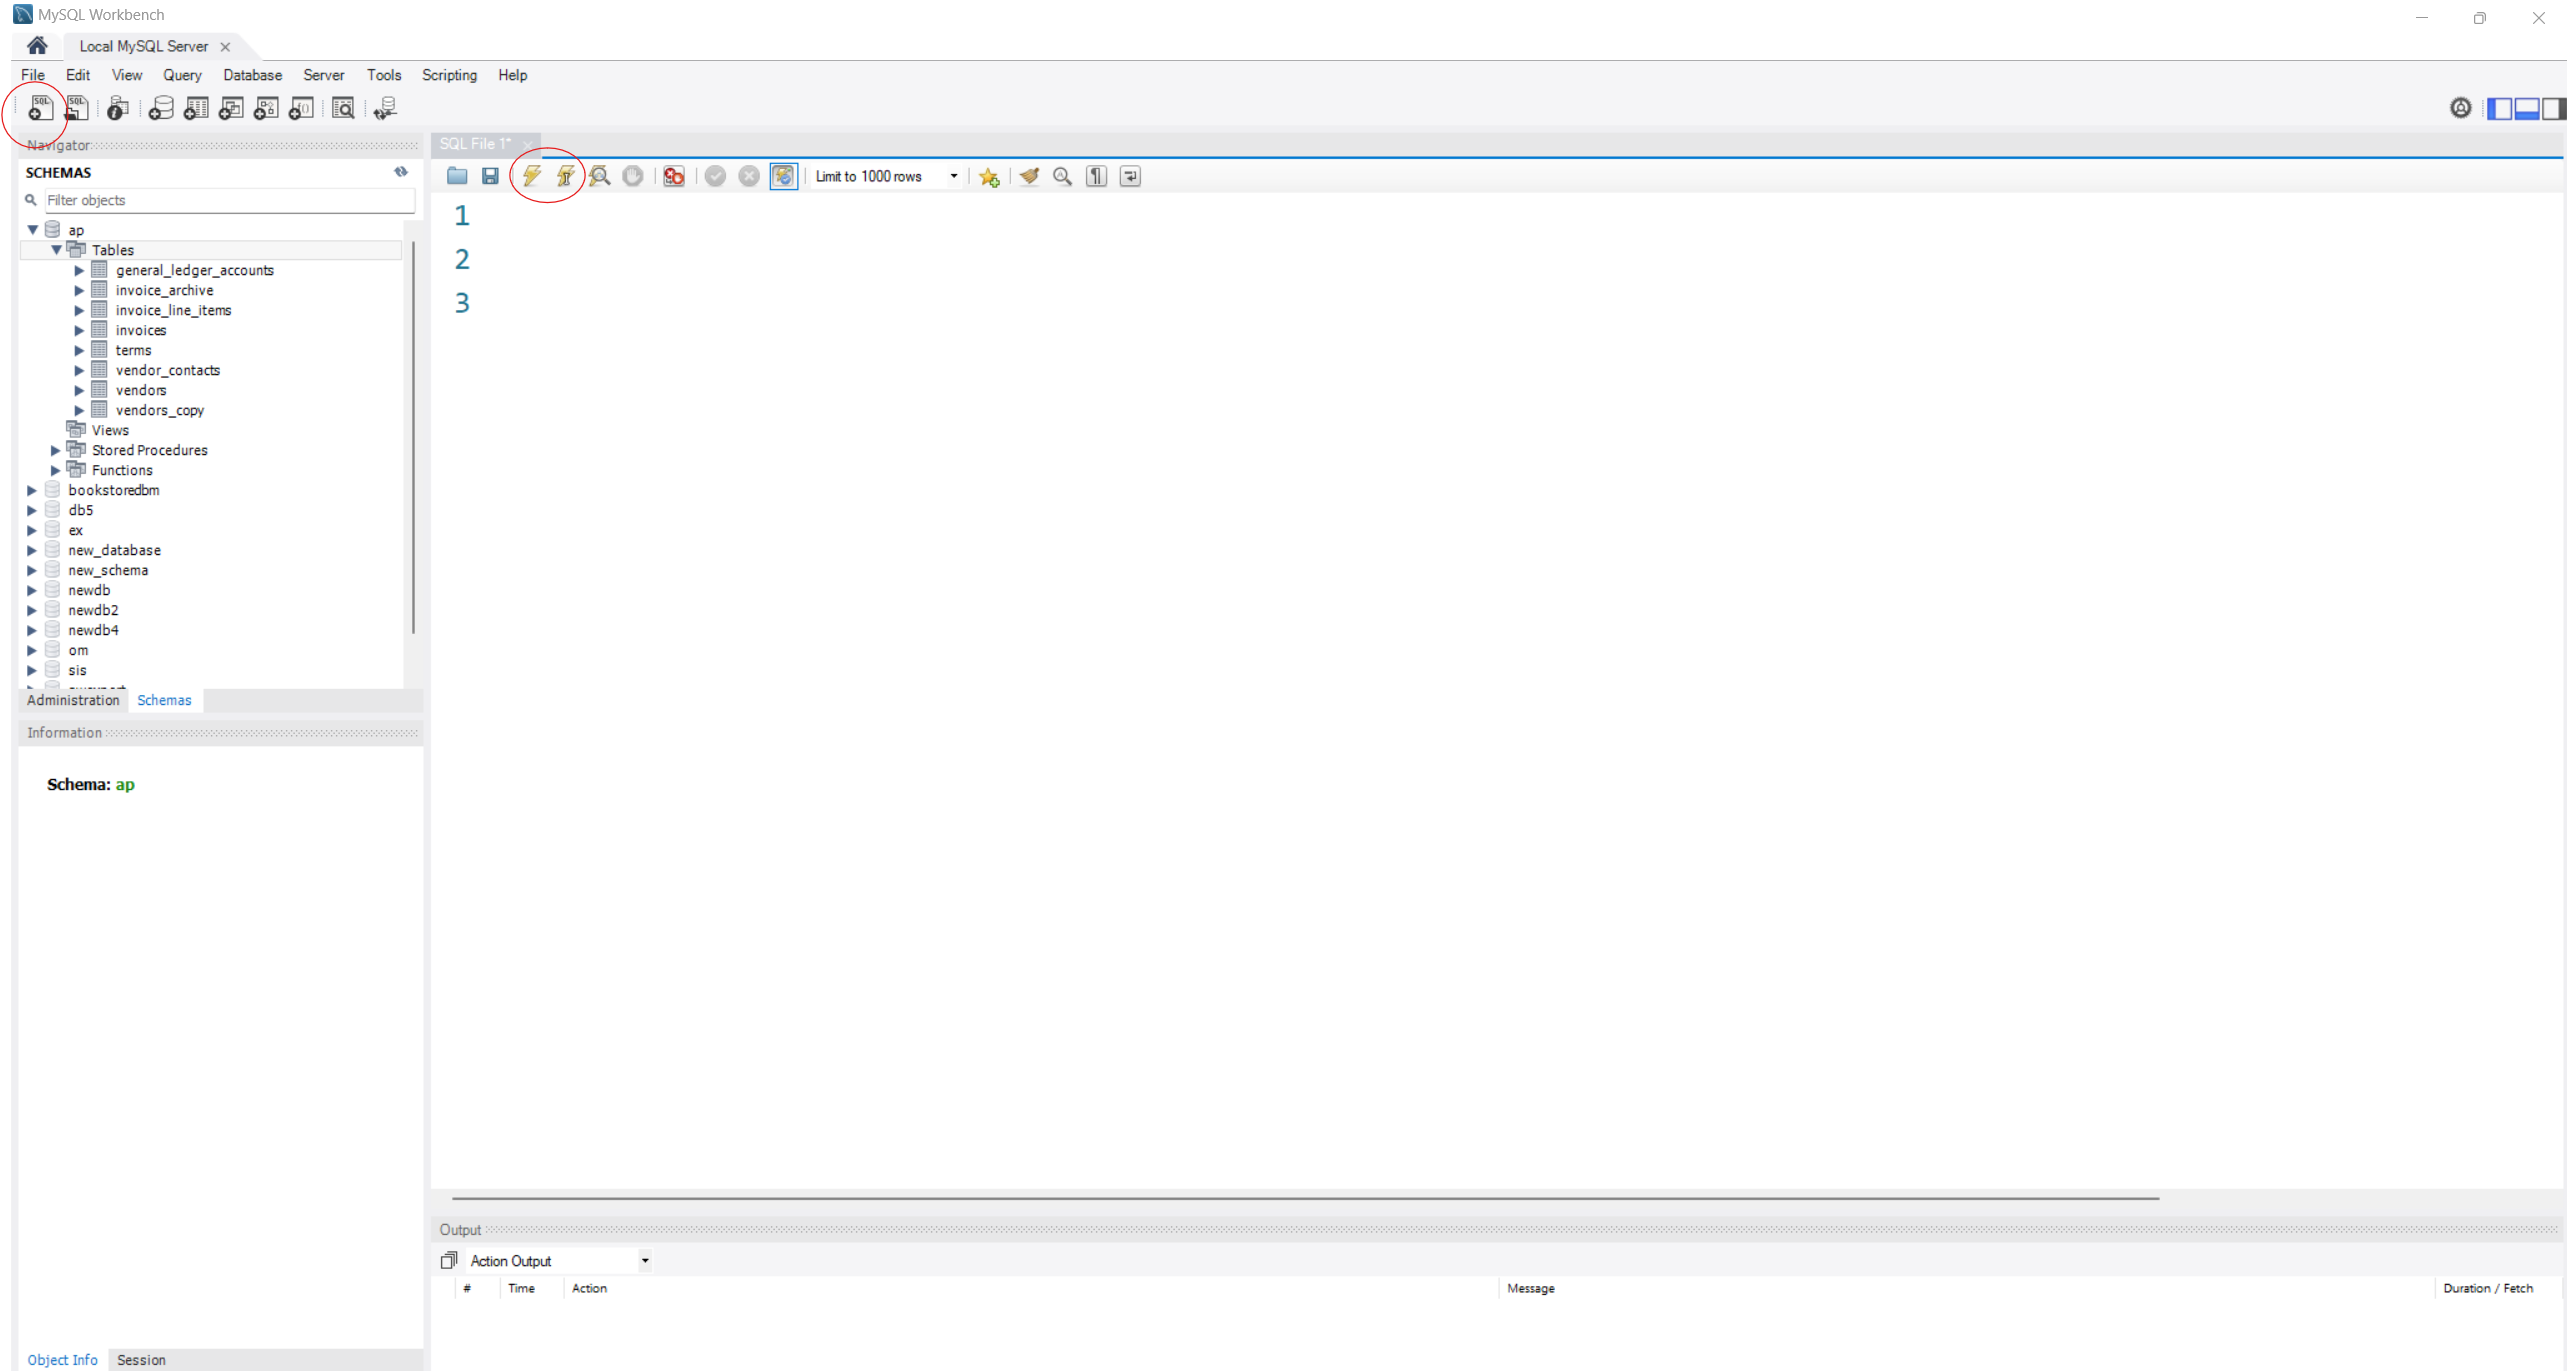 MySQL Workbench
Local MySQL Server
File Edit View Query Database Server Tools Scripting Help
SQL SQL
Navigator
SQL File 1*
SCHEMAS
Filter objects
Limit to 1000 rows
1
2
3
ap
Tables
general_ledger_accounts
invoice_archive
invoice_line_items
invoices
terms
vendor_contacts
vendors
vendors_copy
Views
Stored Procedures
Functions
bookstoredbm
db5
ex
new_database
new_schema
newdb
newdb2
newdb4
om
sis
Administration Schemas
Information
Schema: ap
Output
Action Output
# Time Action Message Duration / Fetch
Object Info Session